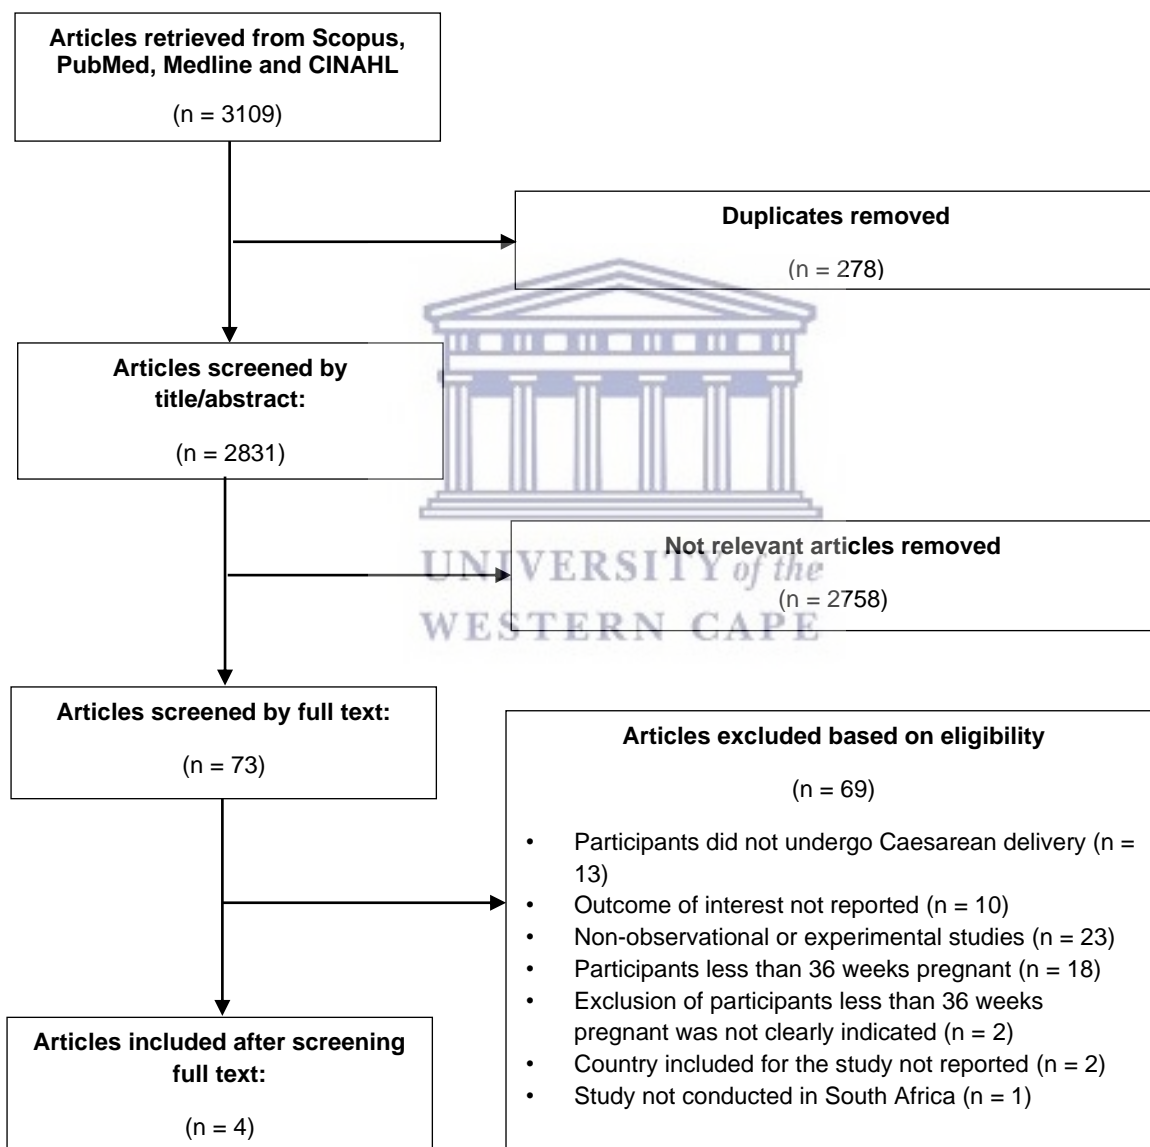 Articles retrieved from Scopus,
PubMed, Medline and CINAHL
(n = 3109)
Duplicates removed
(n = 278)
Articles screened by
title/abstract:
(n = 2831)
Not relevant articles removed
(n = 2758)
UNIVERSITY of the
WESTERN CAPE
Articles screened by full text:
(n = 73)
Articles excluded based on eligibility
(n = 69)
• Participants did not undergo Caesarean delivery (n =
13)
• Outcome of interest not reported (n = 10)
• Non-observational or experimental studies (n = 23)
• Participants less than 36 weeks pregnant (n = 18)
• Exclusion of participants less than 36 weeks
pregnant was not clearly indicated (n = 2)
• Country included for the study not reported (n = 2)
• Study not conducted in South Africa (n = 1)
Articles included after screening
full text:
(n = 4)